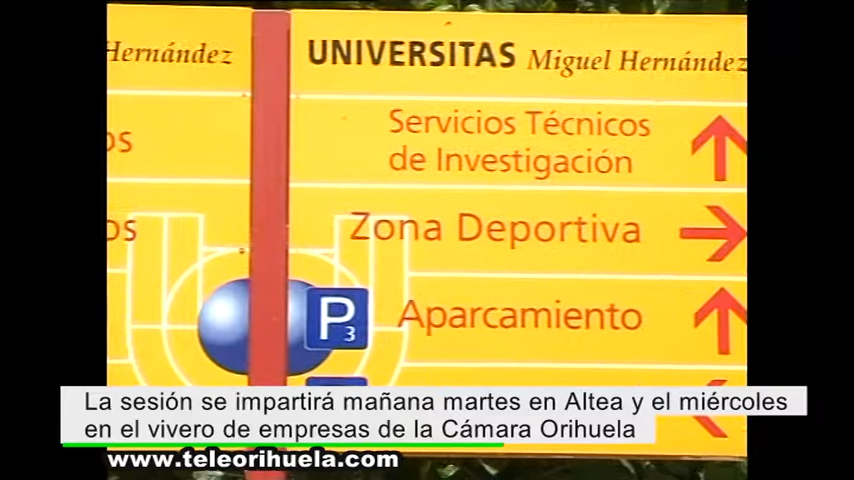 Hernández
UNIVERSITAS Miguel Hernández
Servicios Técnicos
de Investigación
os
Zona Deportiva
os
P3
Aparcamiento
La sesión se impartirá mañana martes en Altea y el miércoles
en el vivero de empresas de la Cámara Orihuela
www.teleorihuela.com